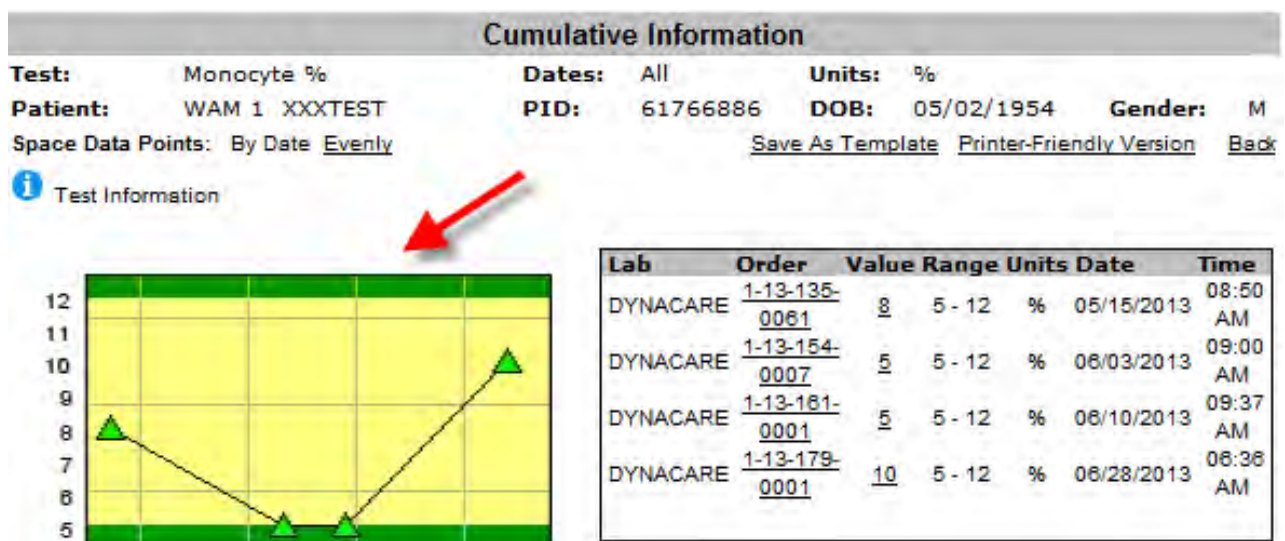 Cumulative Information
Test: Monocyte % Dates: All Units: %
Patient: WAM 1 XXXTEST PID: 61766886 DOB: 05/02/1954 Gender: M
Space Data Points: By Date Evenly Save As Template Printer-Friendly Version Back
Test Information
12
11
10
9
8
7
6
5
Lab Order Value Range Units Date Time
DYNACARE 1-13-135-0061 8 5 - 12 % 05/15/2013 08:50 AM
DYNACARE 1-13-154-0007 5 5 - 12 % 06/03/2013 09:00 AM
DYNACARE 1-13-161-0001 5 5 - 12 % 06/10/2013 09:37 AM
DYNACARE 1-13-179-0001 10 5 - 12 % 06/28/2013 06:36 AM